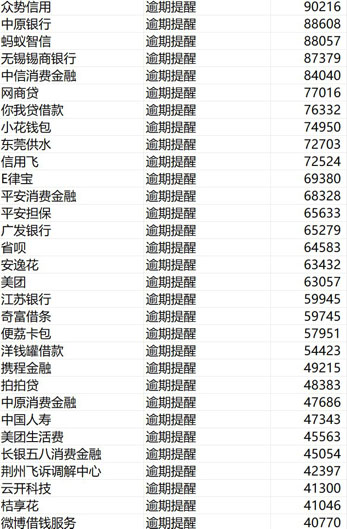 众势信用 逾期提醒 90216
中原银行 逾期提醒 88608
蚂蚁智信 逾期提醒 88057
无锡锡商银行 逾期提醒 87379
中信消费金融 逾期提醒 84040
网商贷 逾期提醒 77016
你我贷借款 逾期提醒 76332
小花钱包 逾期提醒 74950
东莞供水 逾期提醒 72703
信用飞 逾期提醒 72524
E律宝 逾期提醒 69380
平安消费金融 逾期提醒 68328
平安担保 逾期提醒 65633
广发银行 逾期提醒 65279
省呗 逾期提醒 64583
安逸花 逾期提醒 63432
美团 逾期提醒 63057
江苏银行 逾期提醒 59945
奇富借条 逾期提醒 59745
便荔卡包 逾期提醒 57951
洋钱罐借款 逾期提醒 54423
携程金融 逾期提醒 49215
拍拍贷 逾期提醒 48383
中原消费金融 逾期提醒 47686
中国人寿 逾期提醒 47343
美团生活费 逾期提醒 45563
长银五八消费金融 逾期提醒 45054
荆州飞诉调解中心 逾期提醒 42397
云开科技 逾期提醒 41300
桔享花 逾期提醒 41046
微博借钱服务 逾期提醒 40770